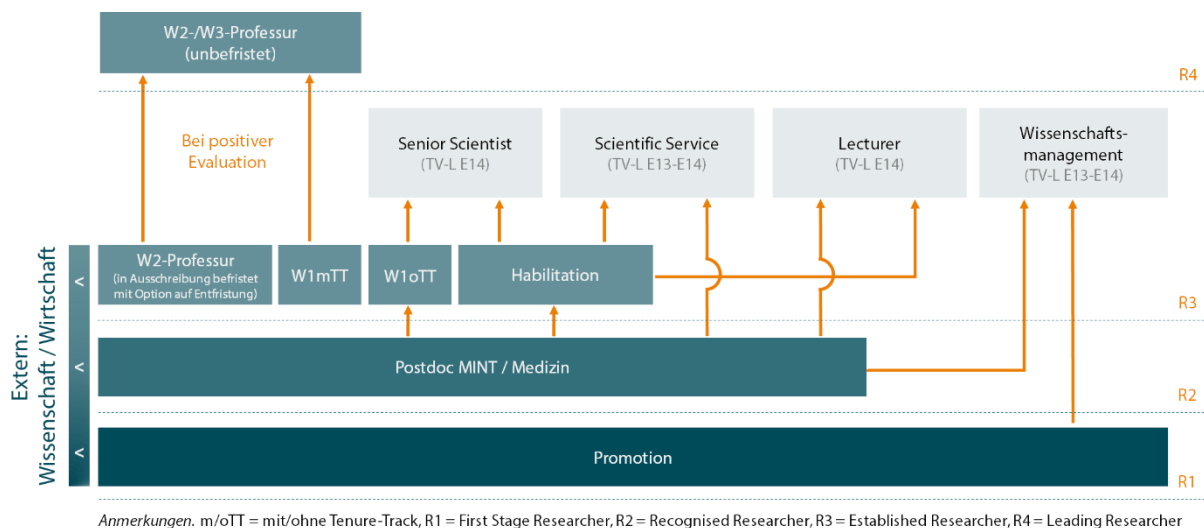 W2-/W3-Professur
(unbefristet)
R4
Bei positiver
Evaluation
Senior Scientist
(TV-L E14)
Scientific Service
(TV-L E13-E14)
Lecturer
(TV-L E14)
Wissenschafts-
management
(TV-L E13-E14)
Extern:
Wissenschaft / Wirtschaft
<
W2-Professur
(in Ausschreibung befristet
mit Option auf Entfristung)
W1mTT
W1oTT
Habilitation
R3
<
Postdoc MINT / Medizin
R2
<
Promotion
R1
Anmerkungen. m/oTT = mit/ohne Tenure-Track, R1 = First Stage Researcher, R2 = Recognised Researcher, R3 = Established Researcher, R4 = Leading Researcher